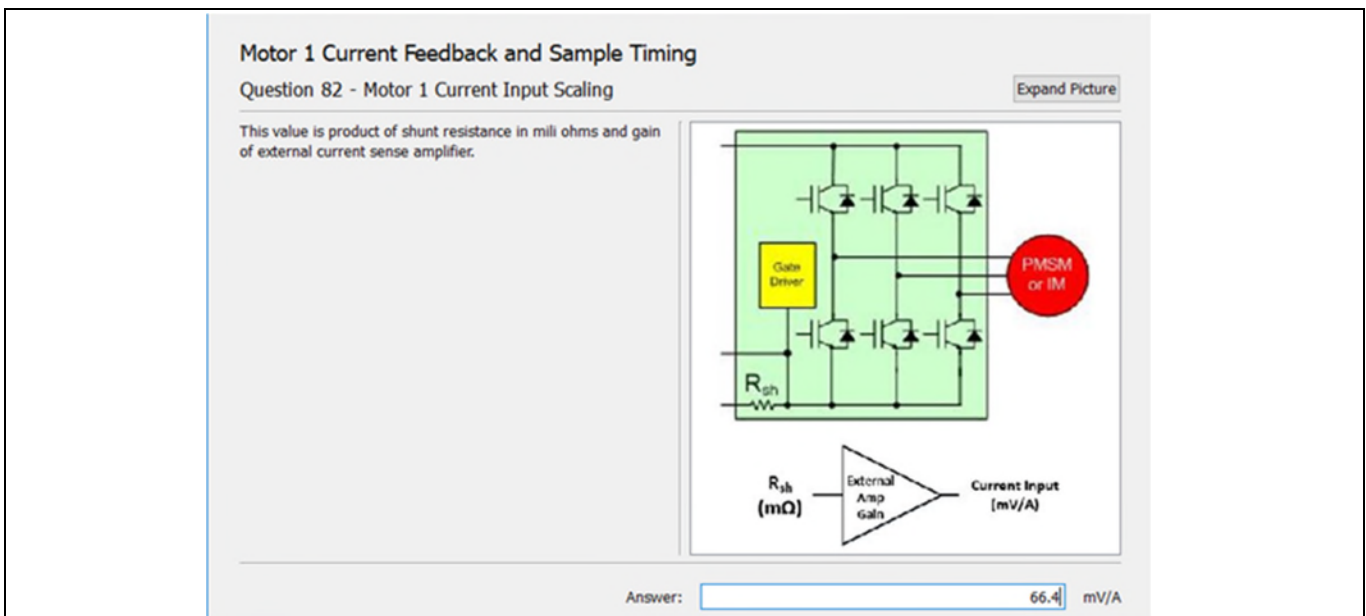 Motor 1 Current Feedback and Sample Timing
Question 82 - Motor 1 Current Input Scaling
Expand Picture
This value is product of shunt resistance in mili ohms and gain
of external current sense amplifier.
Gate
Driver
PMSM
or IM
Rsh
Rsh
(mΩ)
External
Amp
Gain
Current Input
(mV/A)
Answer:
66.4
mV/A